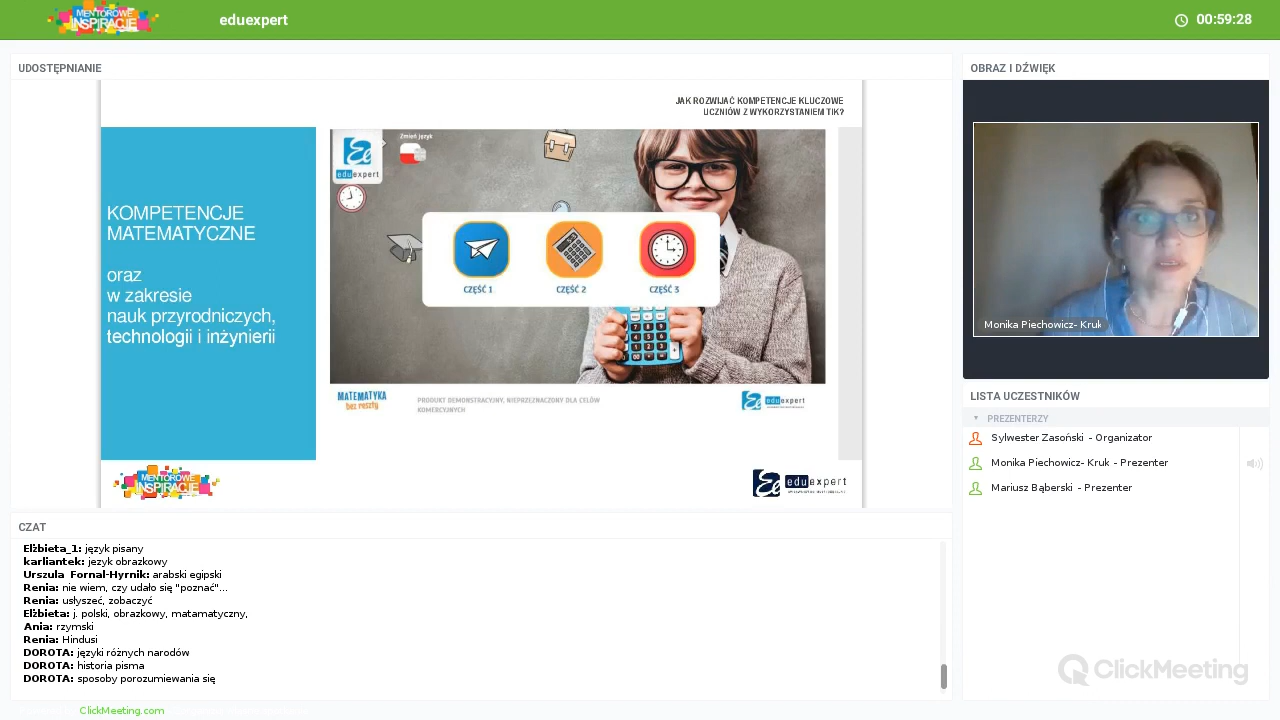 MENTOROWE
INSPIRACJE
eduexpert
00:59:28
UDOSTĘPNIANIE
OBRAZ I DŹWIĘK
JAK ROZWIJAĆ KOMPETENCJE KLUCZOWE
UCZNIÓW Z WYKORZYSTANIEM TIK?
Zmień język
eduexpert
KOMPETENCJE
MATEMATYCZNE
oraz
w zakresie
nauk przyrodniczych,
technologii i inżynierii
CZĘŚĆ 1
CZĘŚĆ 2
CZĘŚĆ 3
MATEMATYKA
bez reszty
PRODUKT DEMONSTRACYJNY, NIEPRZEZNACZONY DLA CELÓW
KOMERCYJNYCH
eduexpert
MENTOROWE
INSPIRACJE
eduexpert
Monika Piechowicz- Kruk
LISTA UCZESTNIKÓW
PREZENTERZY
Sylwester Zasoński - Organizator
Monika Piechowicz- Kruk - Prezenter
Mariusz Bąberski - Prezenter
CZAT
Elżbieta_1: język pisany
karliantek: jezyk obrazkowy
Urszula Fornal-Hyrnik: arabski egipski
Renia: nie wiem, czy udało się "poznać"...
Renia: usłyszeć, zobaczyć
Elżbieta: j. polski, obrazkowy, matamatyczny,
Ania: rzymski
Renia: Hindusi
DOROTA: języki różnych narodów
DOROTA: historia pisma
DOROTA: sposoby porozumiewania się
ClickMeeting
ClickMeeting.com